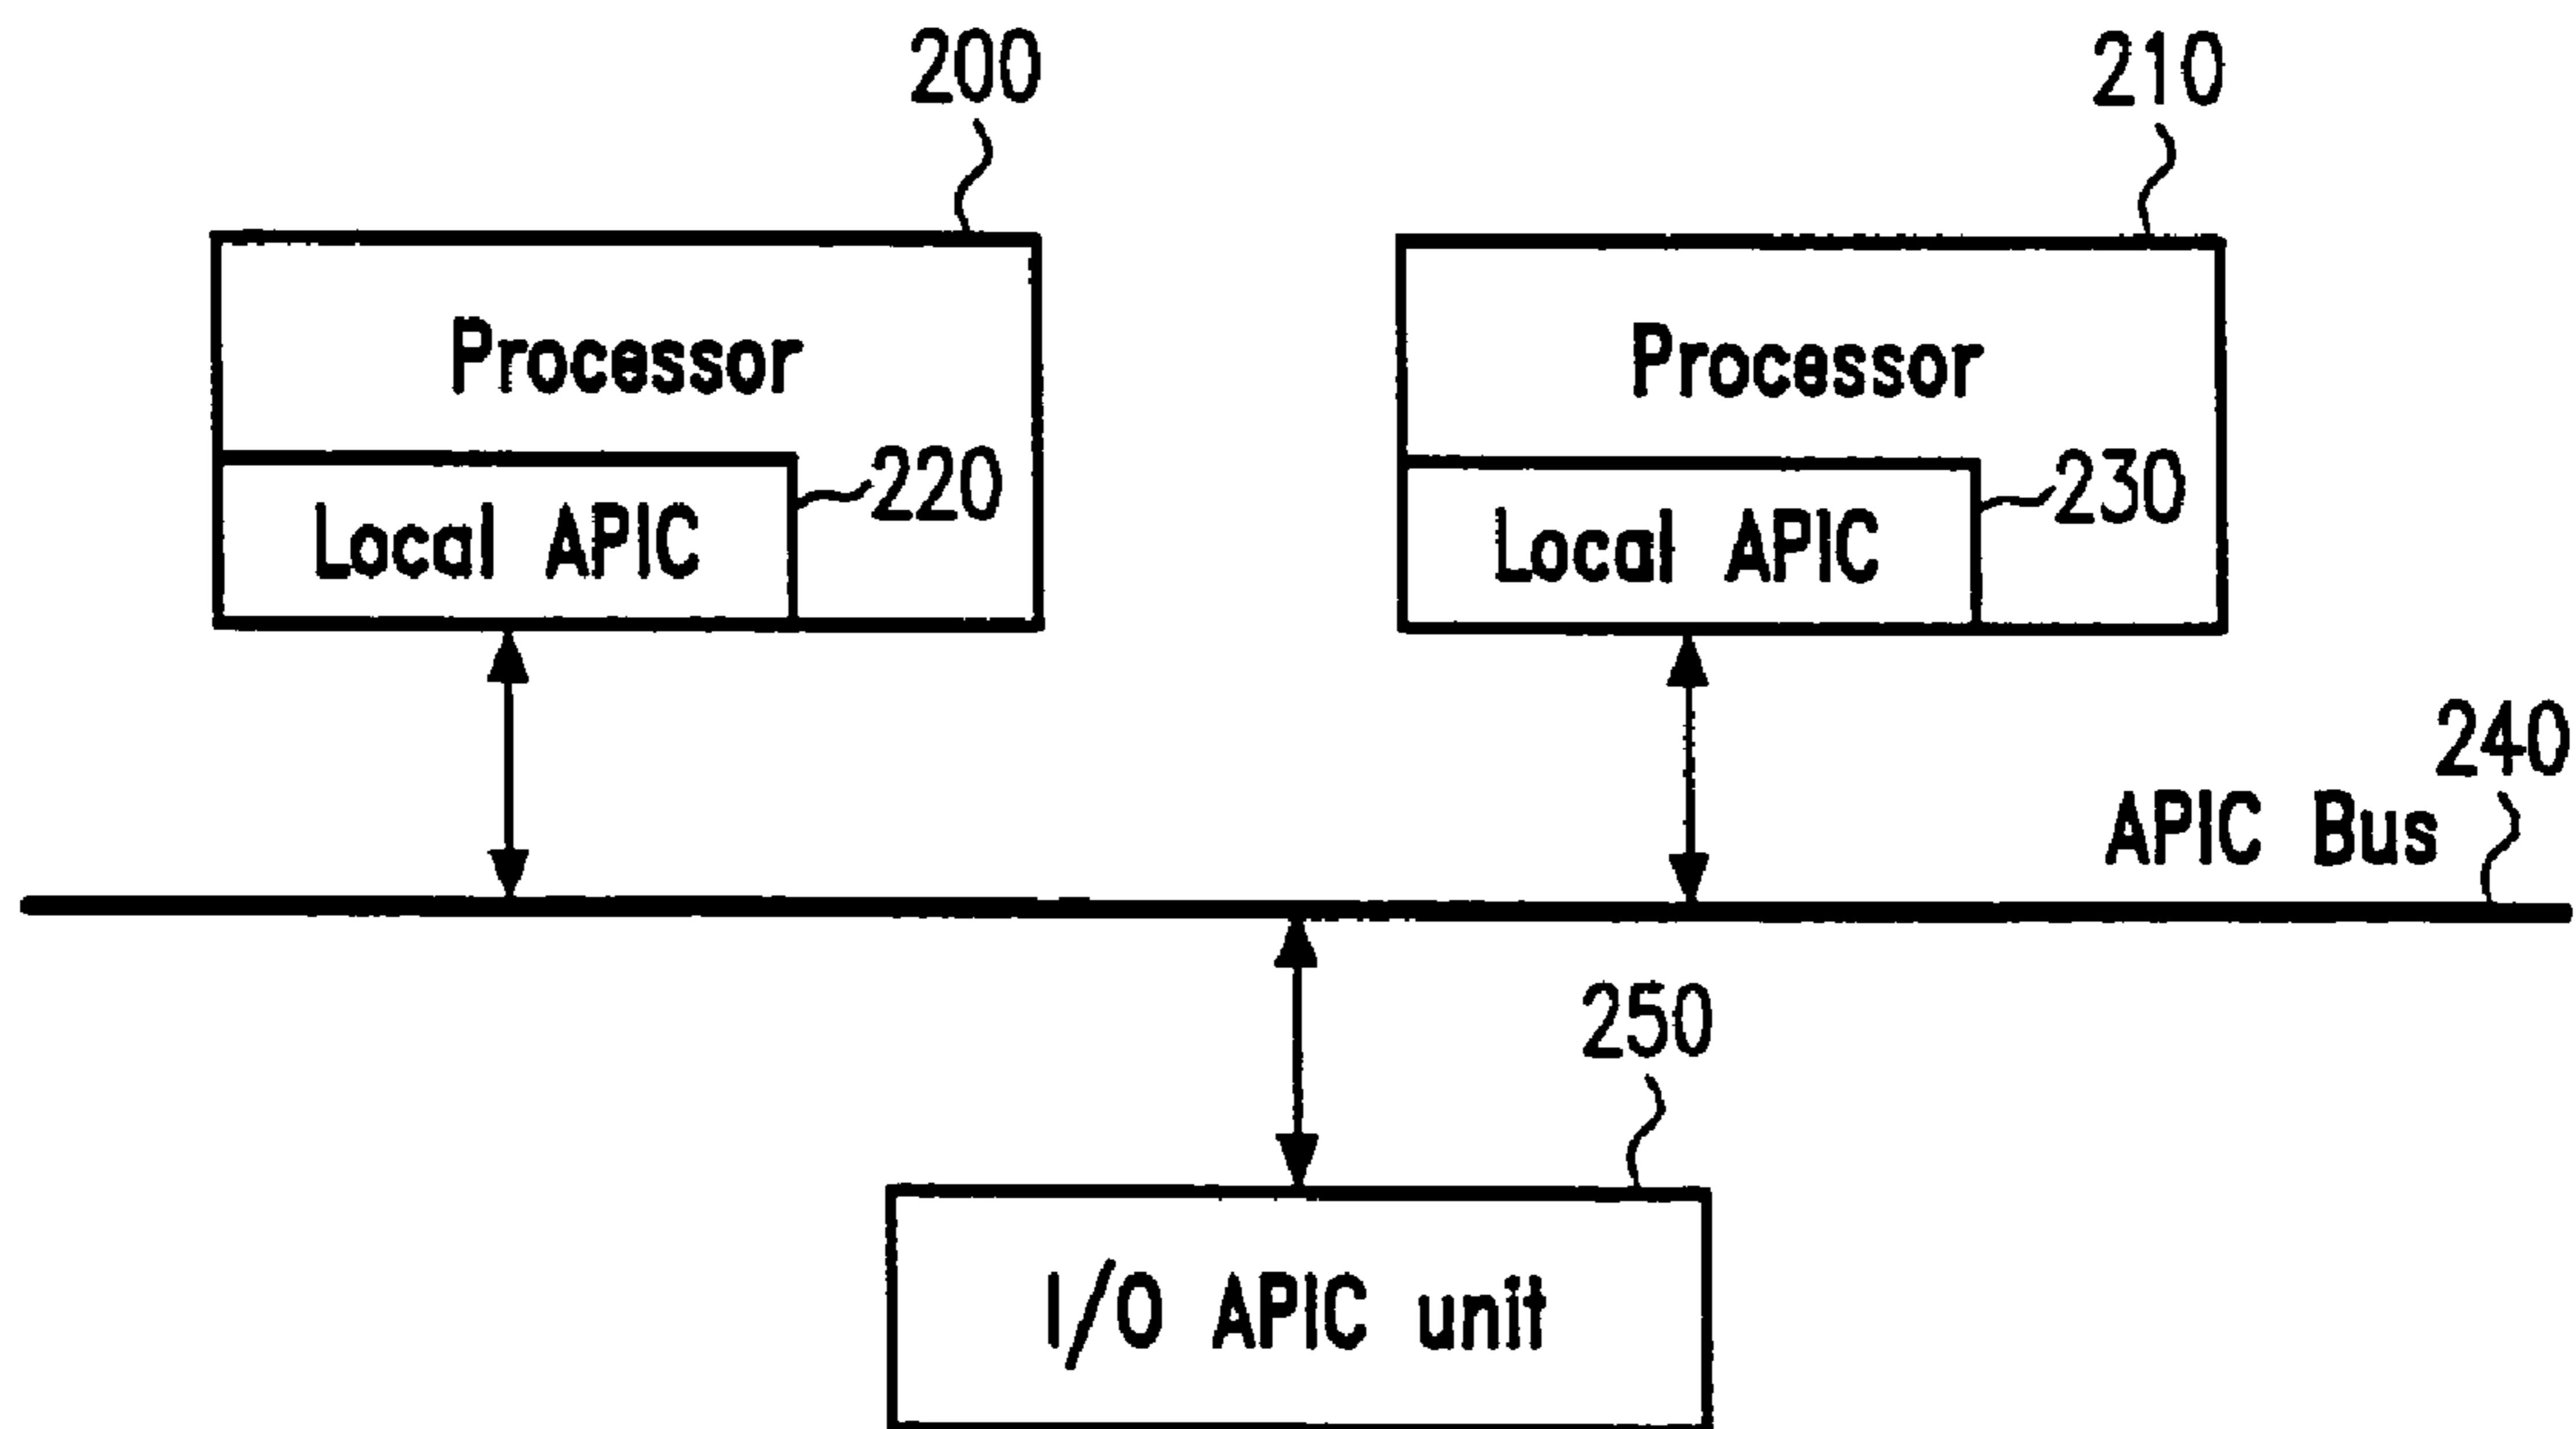 200
210
Processor
Processor
220
230
Local APIC
Local APIC
240
APIC Bus
250
I/O APIC unit